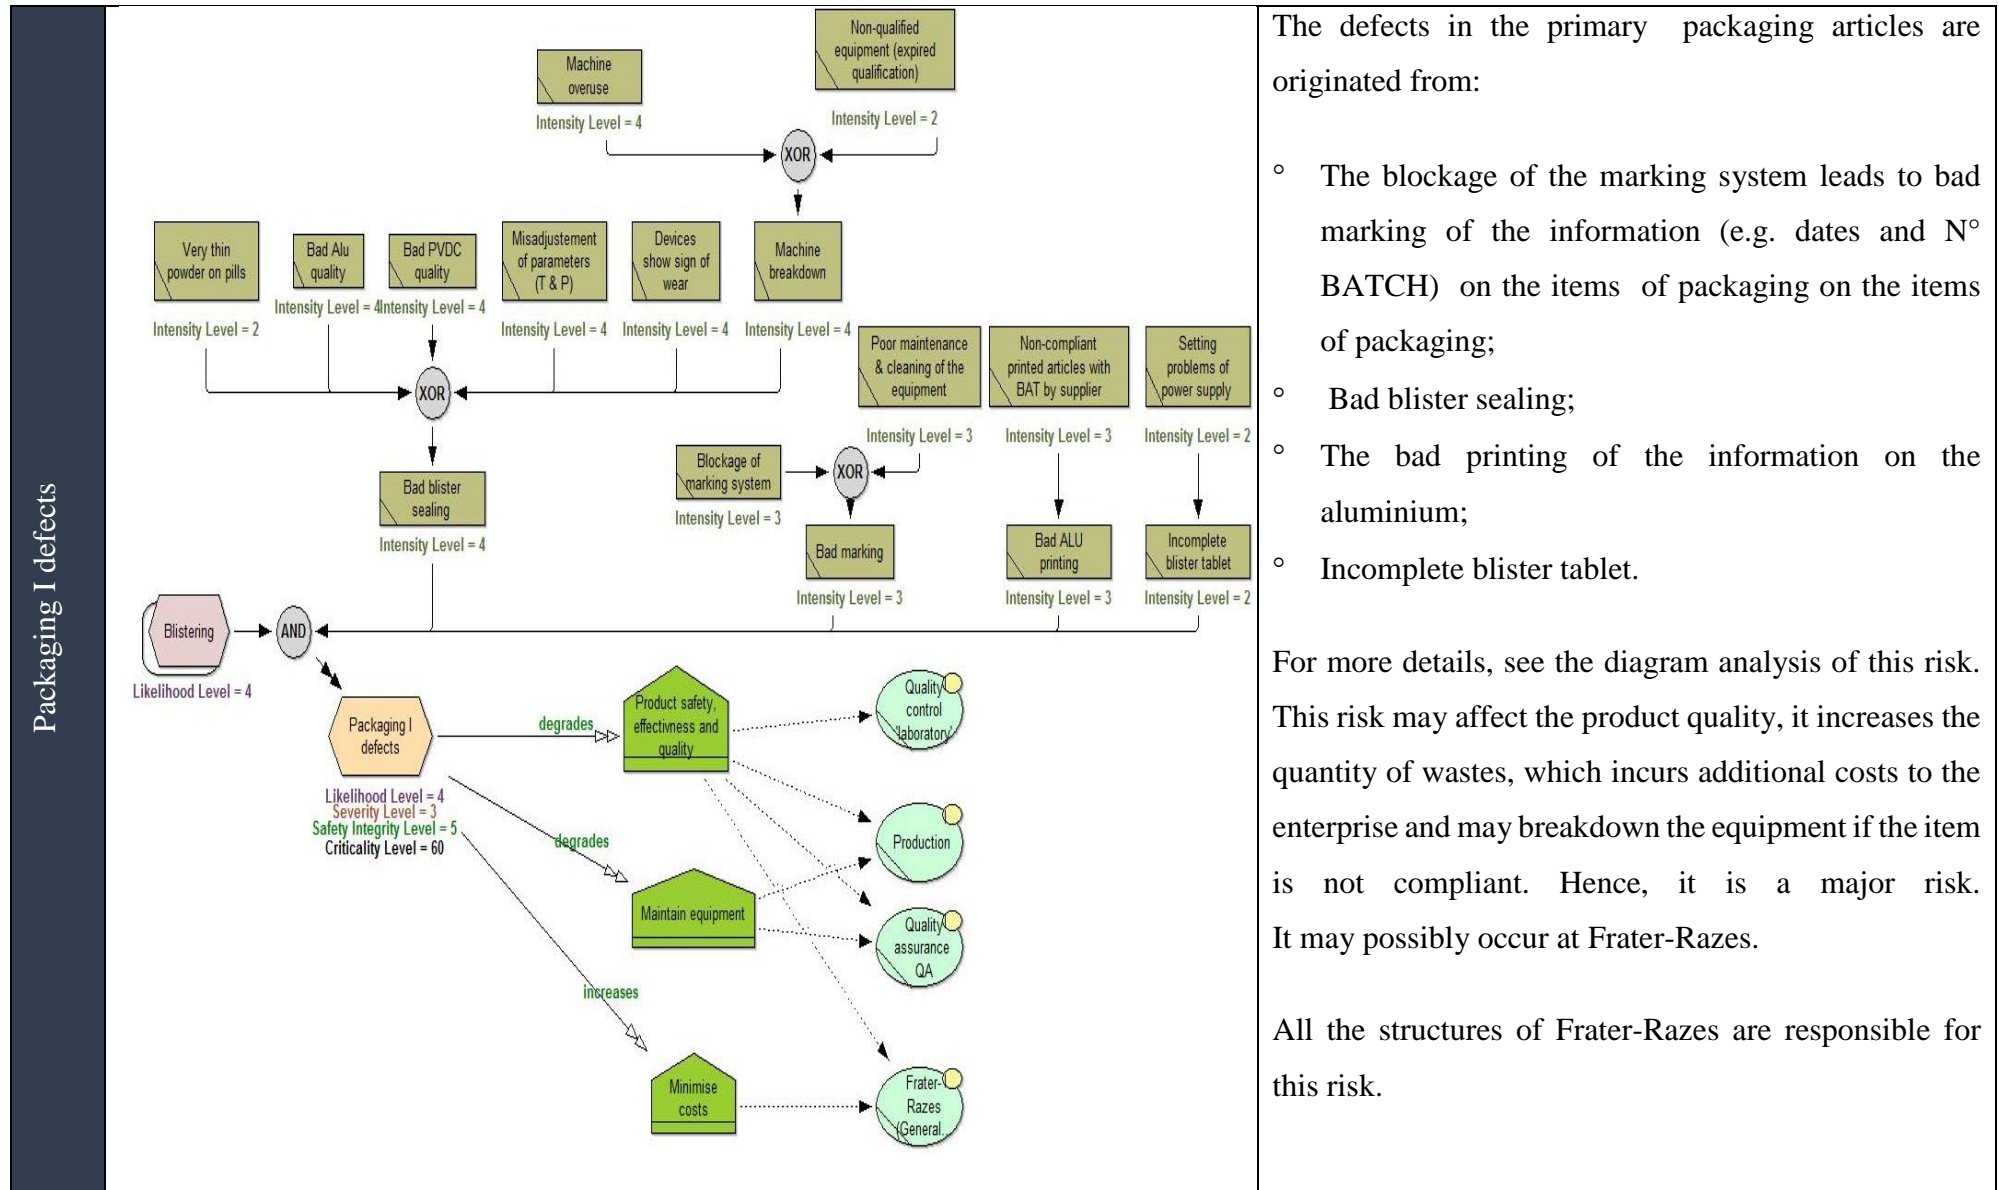 Packaging I defects
Non-qualified
equipment (expired
qualification)
Machine
overuse
Intensity Level = 4
Intensity Level = 2
XOR
Very thin
powder on pills
Bad Alu
quality
Bad PVDC
quality
Misadjustement
of parameters
(T & P)
Devices
show sign of
wear
Machine
breakdown
Intensity Level = 2
Intensity Level = 4
Intensity Level = 4
Intensity Level = 4
Intensity Level = 4
Intensity Level = 4
XOR
Poor maintenance
& cleaning of the
equipment
Non-compliant
printed articles with
BAT by supplier
Setting
problems of
power supply
Intensity Level = 3
Intensity Level = 3
Intensity Level = 2
Blockage of
marking system
Intensity Level = 3
XOR
Bad blister
sealing
Intensity Level = 4
Bad marking
Intensity Level = 3
Bad ALU
printing
Intensity Level = 3
Incomplete
blister tablet
Intensity Level = 2
Blistering
Likelihood Level = 4
AND
Packaging I
defects
Likelihood Level = 4
Severity Level = 3
Safety Integrity Level = 5
Criticality Level = 60
degrades
degrades
increases
Product safety,
effectivness and
quality
Maintain equipment
Minimise
costs
Quality
control
'laboratory'
Production
Quality
assurance
QA
Frater-
Razes
(General...
The defects in the primary packaging articles are
originated from:
° The blockage of the marking system leads to bad
marking of the information (e.g. dates and N°
BATCH) on the items of packaging on the items
of packaging;
° Bad blister sealing;
° The bad printing of the information on the
aluminium;
° Incomplete blister tablet.
For more details, see the diagram analysis of this risk.
This risk may affect the product quality, it increases the
quantity of wastes, which incurs additional costs to the
enterprise and may breakdown the equipment if the item
is not compliant. Hence, it is a major risk.
It may possibly occur at Frater-Razes.
All the structures of Frater-Razes are responsible for
this risk.